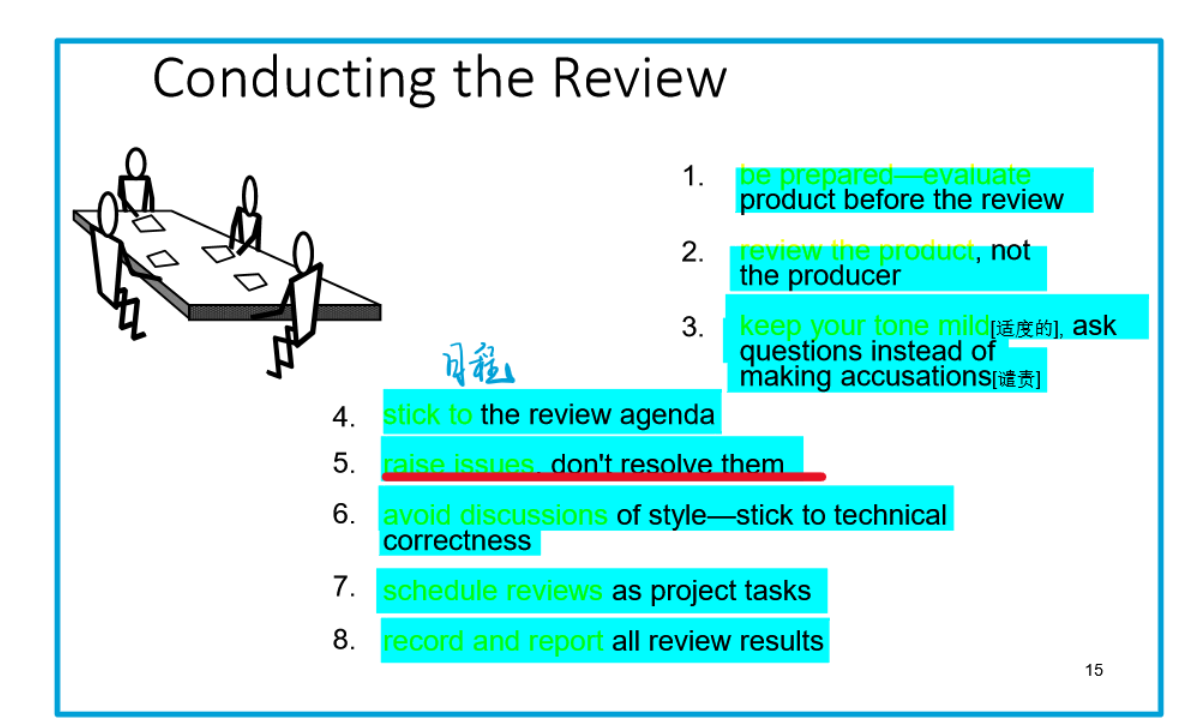 Conducting the Review
1. be prepared—evaluate
product before the review
2. review the product, not
the producer
3. keep your tone mild[适度的], ask
questions instead of
making accusations[谴责]
日程
4. stick to the review agenda
5. raise issues, don't resolve them
6. avoid discussions of style—stick to technical
correctness
7. schedule reviews as project tasks
8. record and report all review results
15